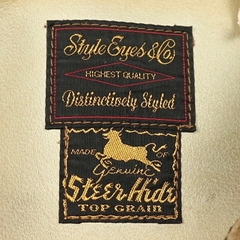 Style Eyes & Co.
HIGHEST QUALITY
Distinctively Styled
MADE OF
Genuine
Steer Hide
TOP GRAIN